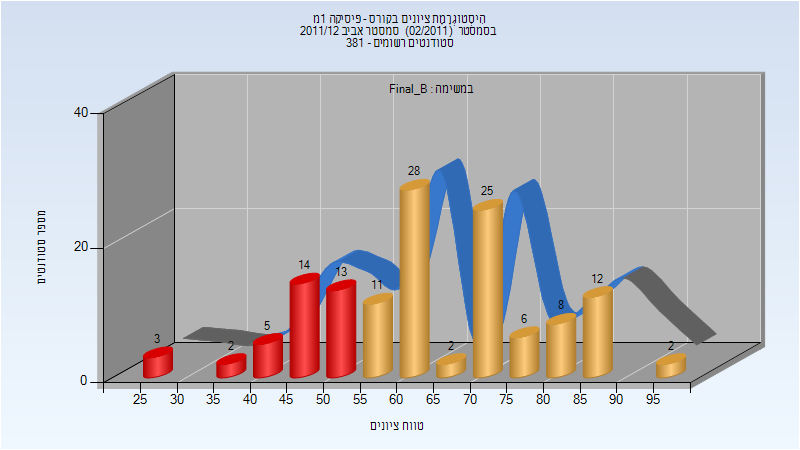 היסטוגרמת ציונים בקורס - פיסיקה 1מ
בסמסטר (02/2011) סמסטר אביב 2011/12
סטודנטים רשומים - 381
במשימה : Final_B
מספר סטודנטים
40
20
0
3
2
5
14
13
11
28
2
25
6
8
12
2
25 30 35 40 45 50 55 60 65 70 75 80 85 90 95
טווח ציונים